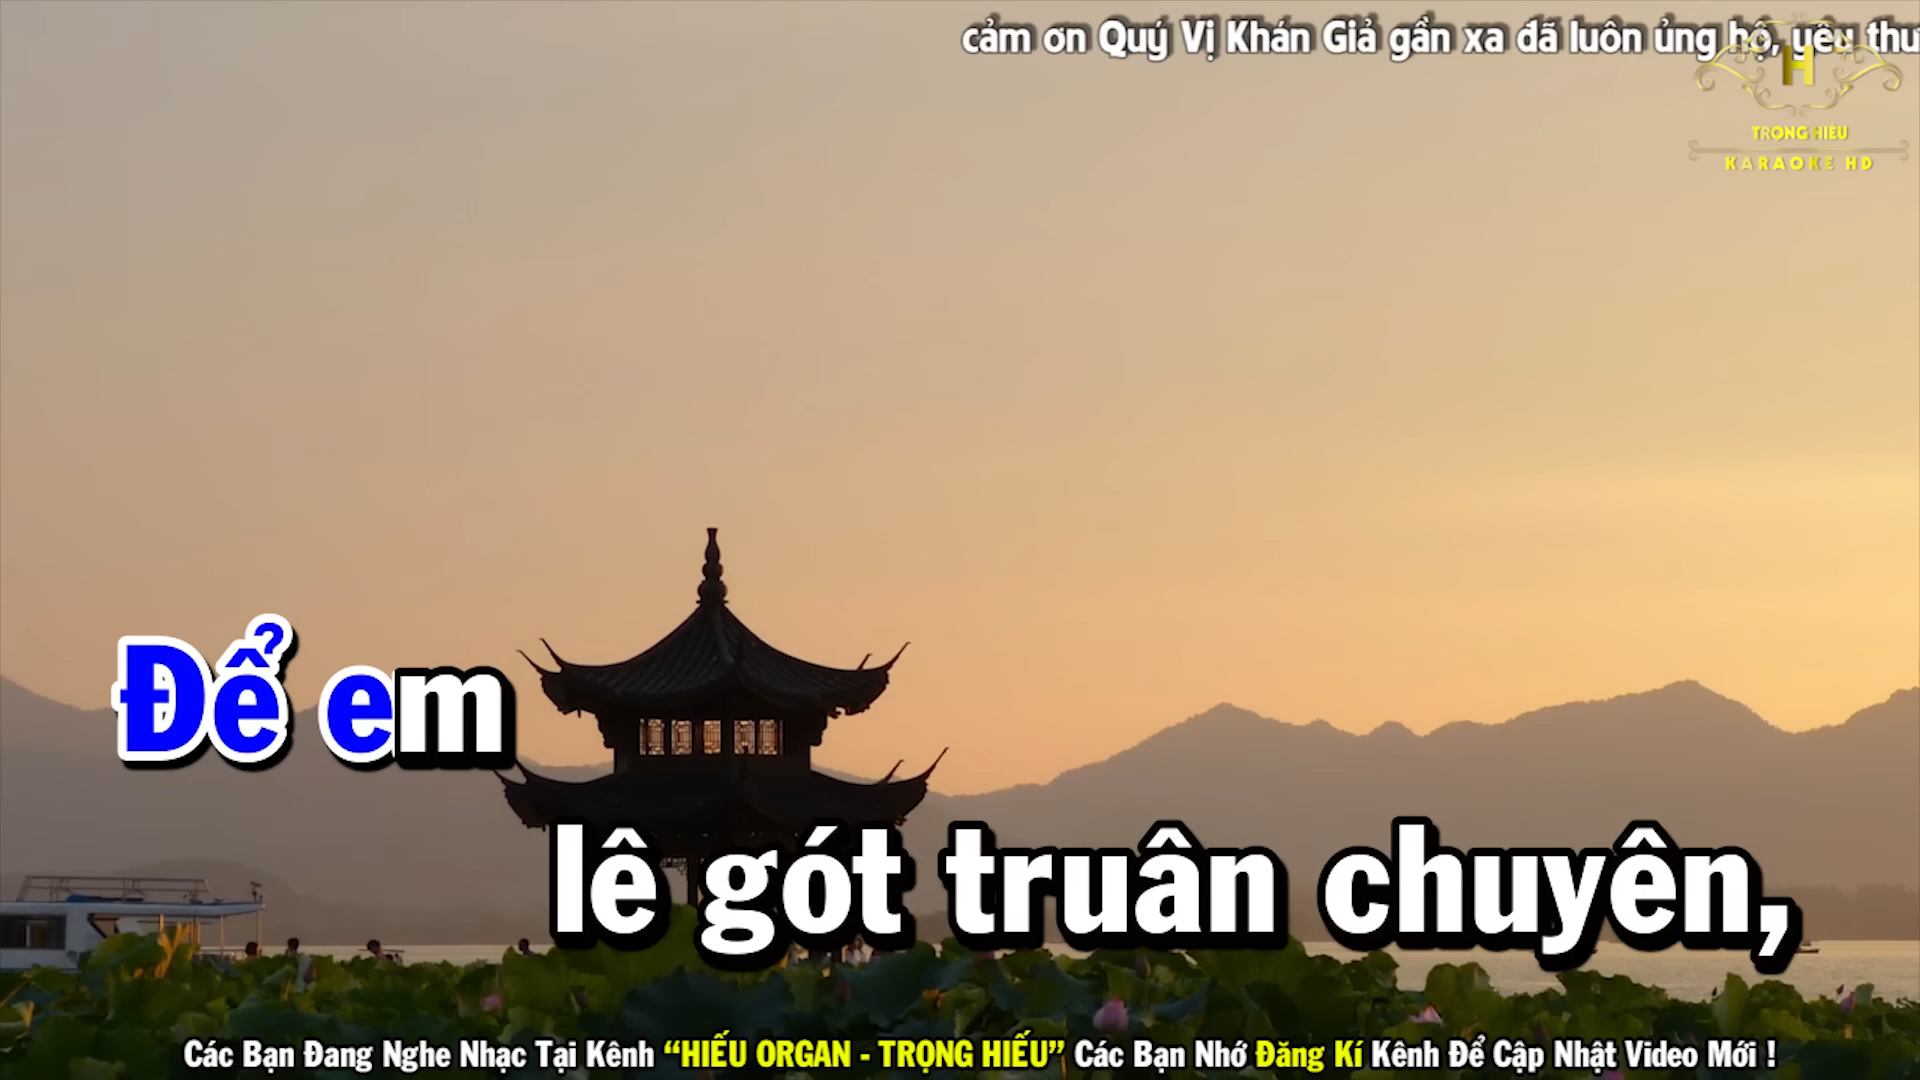 cảm ơn Quý Vị Khán Giả gần xa đã luôn ủng hộ, yêu thư
H
TRỌNG HIẾU
KARAOKE HD
Để em
lê gót truân chuyên,
Các Bạn Đang Nghe Nhạc Tại Kênh “HIẾU ORGAN - TRỌNG HIẾU” Các Bạn Nhớ Đăng Kí Kênh Để Cập Nhật Video Mới !